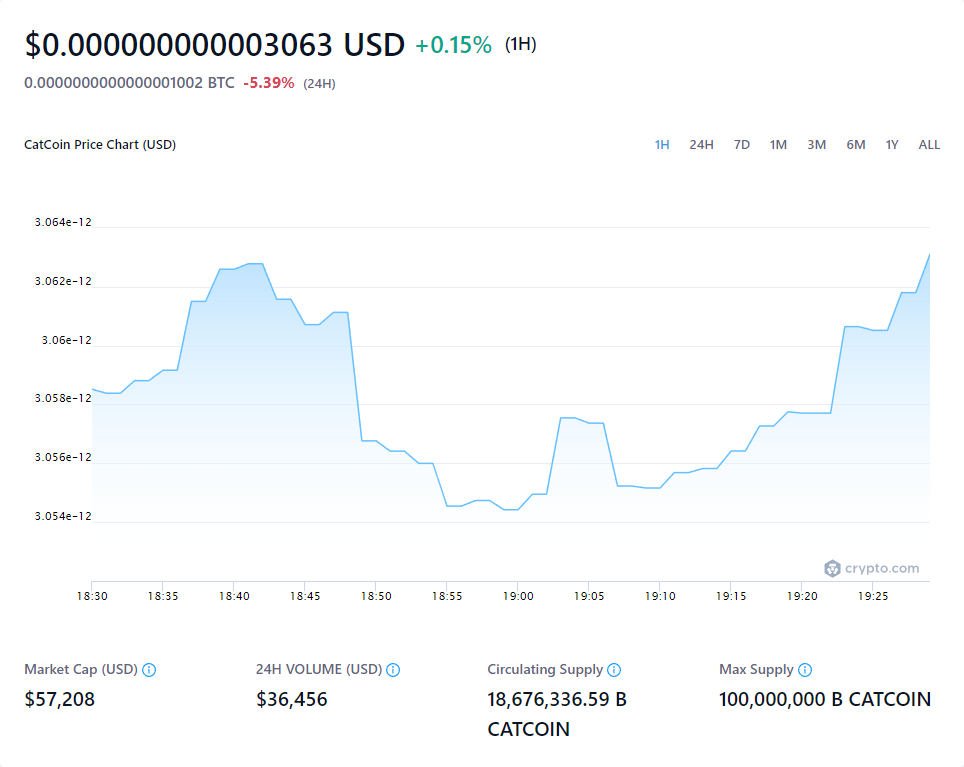 $0.000000000003063 USD +0.15% (1H)
0.0000000000000001002 BTC -5.39% (24H)
CatCoin Price Chart (USD)
1H 24H 7D 1M 3M 6M 1Y ALL
3.064e-12
3.062e-12
3.06e-12
3.058e-12
3.056e-12
3.054e-12
crypto.com
18:30 18:35 18:40 18:45 18:50 18:55 19:00 19:05 19:10 19:15 19:20 19:25
Market Cap (USD) 24H VOLUME (USD) Circulating Supply Max Supply
$57,208 $36,456 18,676,336.59 B 100,000,000 B CATCOIN
CATCOIN